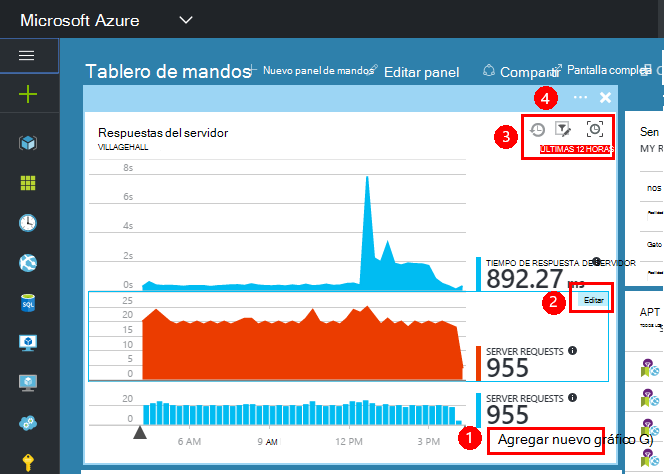 Microsoft Azure
Tablero de mandos
Nuevo panel de mandos
Editar panel
Compartir
Pantalla completa
4
Respuestas del servidor
VILLAGEHALL
3
ÚLTIMAS 12 HORAS
Sen
MY R
8s
6s
4s
2s
0s
nos
Gato
TIEMPO DE RESPUESTA DE SERVIDOR
892.27 ms
2
Editar
25
20
15
10
5
0
SERVER REQUESTS
955
APT
20
0
SERVER REQUESTS
955
6 AM
9 AM
12 PM
3 PM
1
Agregar nuevo gráfico G)
SQL